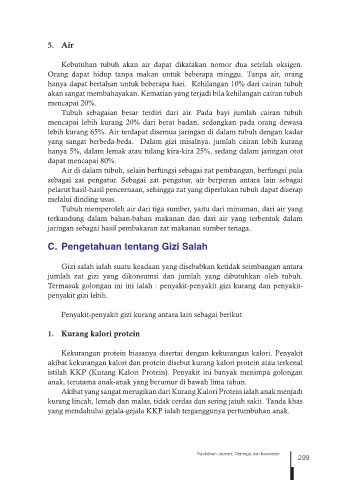 5. Air
Kebutuhan tubuh akan air dapat dikatakan nomor dua setelah oksigen.
Orang dapat hidup tanpa makan untuk beberapa minggu. Tanpa air, orang
hanya dapat bertahan untuk beberapa hari. Kehilangan 10% dari cairan tubuh
akan sangat membahayakan. Kematian yang terjadi bila kehilangan cairan tubuh
mencapai 20%.
Tubuh sebagaian besar terdiri dari air. Pada bayi jumlah cairan tubuh
mencapai lebih kurang 20% dari berat badan, sedangkan pada orang dewasa
lebih kurang 65%. Air terdapat disemua jaringan di dalam tubuh dengan kadar
yang sangat berbeda-beda. Dalam gizi misalnya, jumlah cairan lebih kurang
hanya 5%, dalam lemak atau tulang kira-kira 25%, sedang dalam jaringan otot
dapat mencapai 80%.
Air di dalam tubuh, selain berfungsi sebagai zat pembangun, berfungsi pula
sebagai zat pengatur. Sebagai zat pengatur, air berperan antara lain sebagai
pelarut hasil-hasil pencernaan, sehingga zat yang diperlukan tubuh dapat diserap
melalui dinding usus.
Tubuh memperoleh air dari tiga sumber, yaitu dari minuman, dari air yang
terkandung dalam bahan-bahan makanan dan dari air yang terbentuk dalam
jaringan sebagai hasil pembakaran zat makanan sumber tenaga.
C. Pengetahuan tentang Gizi Salah
Gizi salah ialah suatu keadaan yang disebabkan ketidak seimbangan antara
jumlah zat gizi yang dikonsumsi dan jumlah yang dibutuhkan oleh tubuh.
Termasuk golongan ini ini ialah : penyakit-penyakit gizi kurang dan penyakit-
penyakit gizi lebih.
Penyakit-penyakit gizi kurang antara lain sebagai berikut.
1. Kurang kalori protein
Kekurangan protein biasanya disertai dengan kekurangan kalori. Penyakit
akibat kekurangan kalori dan protein disebut kurang kalori protein atau terkenal
istilah KKP (Kurang Kalori Protein). Penyakit ini banyak menimpa golongan
anak, terutama anak-anak yang berumur di bawah lima tahun.
Akibat yang sangat merugikan dari Kurang Kalori Protein ialah anak menjadi
kurang lincah, lemah dan malas, tidak cerdas dan sering jatuh sakit. Tanda khas
yang mendahului gejala-gejala KKP ialah terganggunya pertumbuhan anak.
Pendidikan Jasmani, Olahraga, dan Kesehatan
299